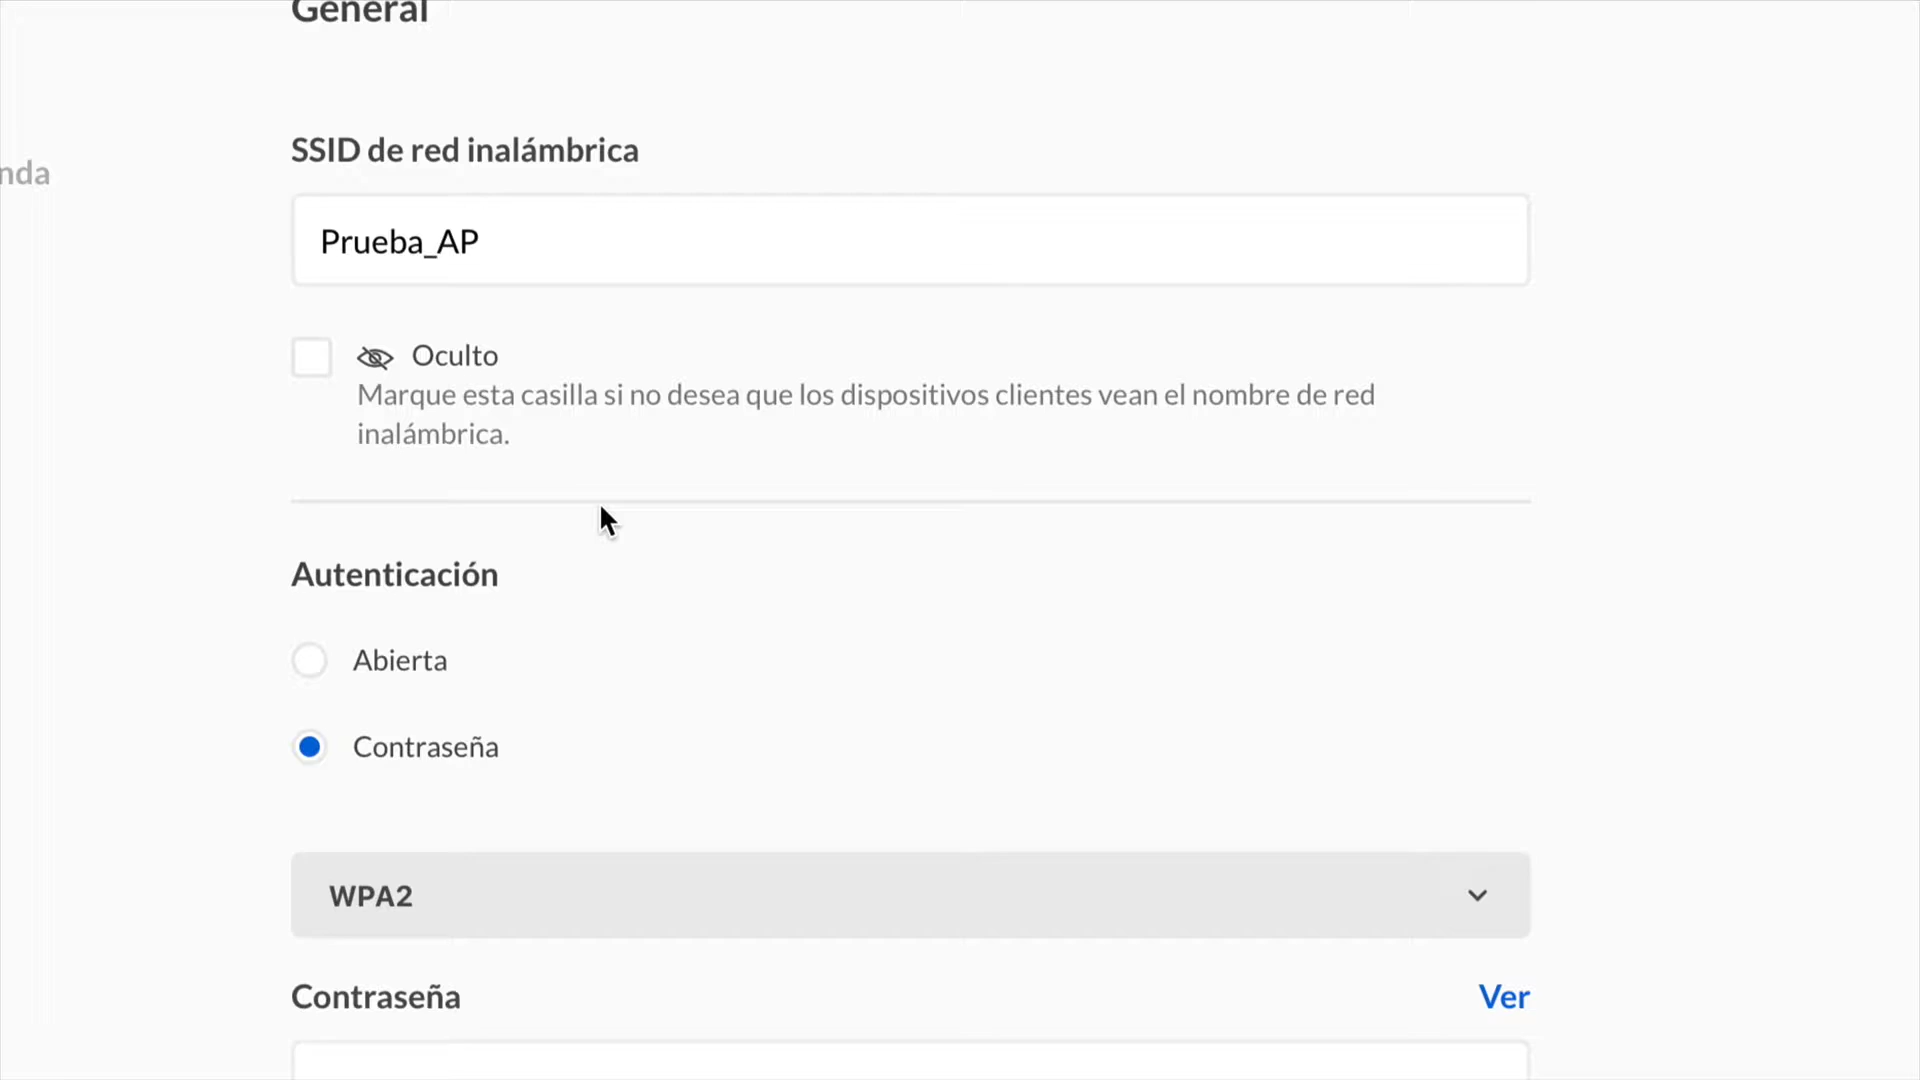 General
SSID de red inalámbrica
nda
Prueba_AP
Oculto
Marque esta casilla si no desea que los dispositivos clientes vean el nombre de red
inalámbrica.
Autenticación
Abierta
Contraseña
WPA2
Contraseña
Ver